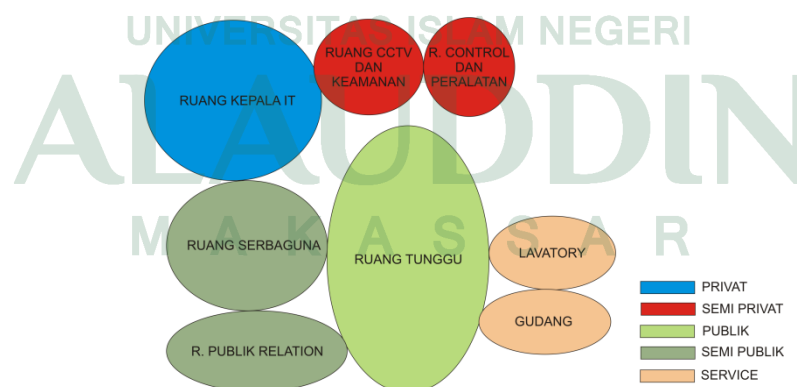 UNIVERSITAS ISLAM NEGERI
ALAUDDIN
M A K A S S A R
RUANG CCTV
DAN
KEAMANAN
R. CONTROL
DAN
PERALATAN
RUANG KEPALA IT
RUANG SERBAGUNA
RUANG TUNGGU
LAVATORY
GUDANG
R. PUBLIK RELATION
PRIVAT
SEMI PRIVAT
PUBLIK
SEMI PUBLIK
SERVICE